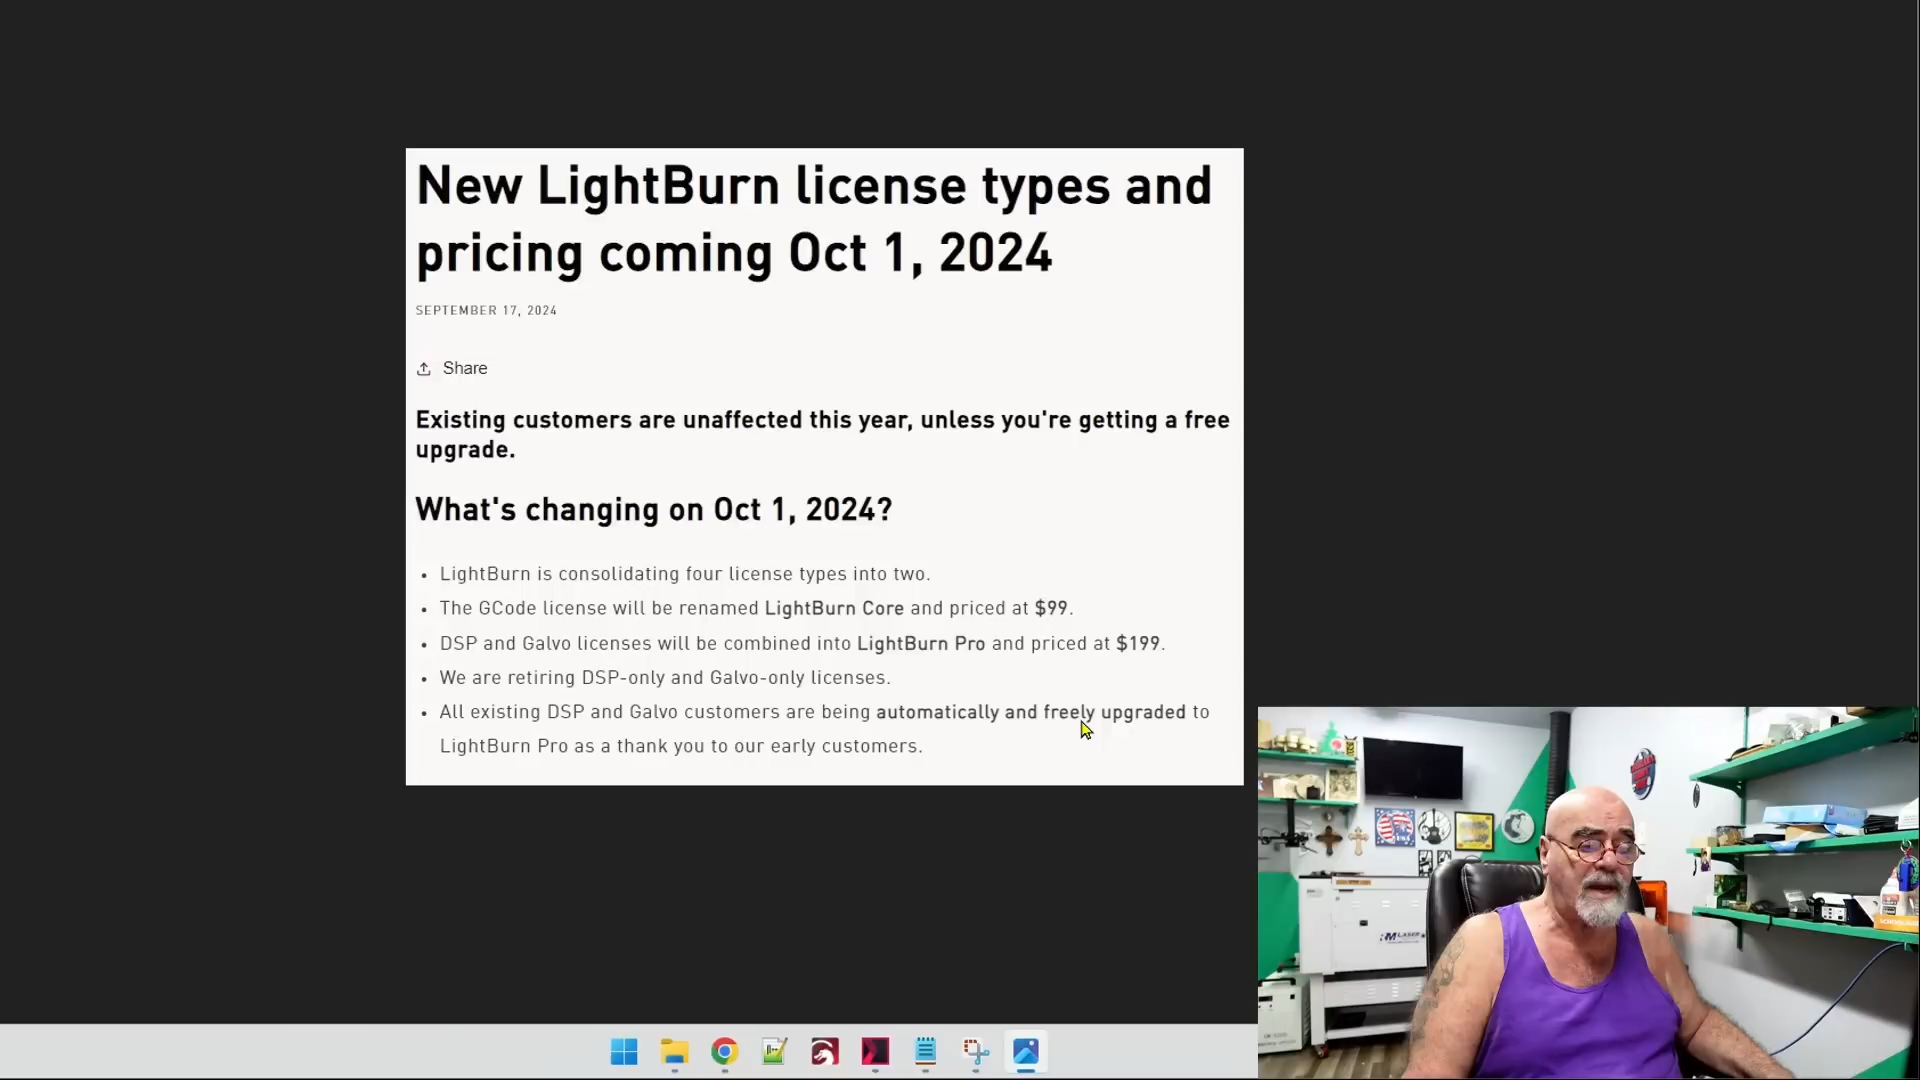 New LightBurn license types and
pricing coming Oct 1, 2024
SEPTEMBER 17, 2024
Share
Existing customers are unaffected this year, unless you're getting a free
upgrade.
What's changing on Oct 1, 2024?
• LightBurn is consolidating four license types into two.
• The GCode license will be renamed LightBurn Core and priced at $99.
• DSP and Galvo licenses will be combined into LightBurn Pro and priced at $199.
• We are retiring DSP-only and Galvo-only licenses.
• All existing DSP and Galvo customers are being automatically and freely upgraded to
LightBurn Pro as a thank you to our early customers.
LASER